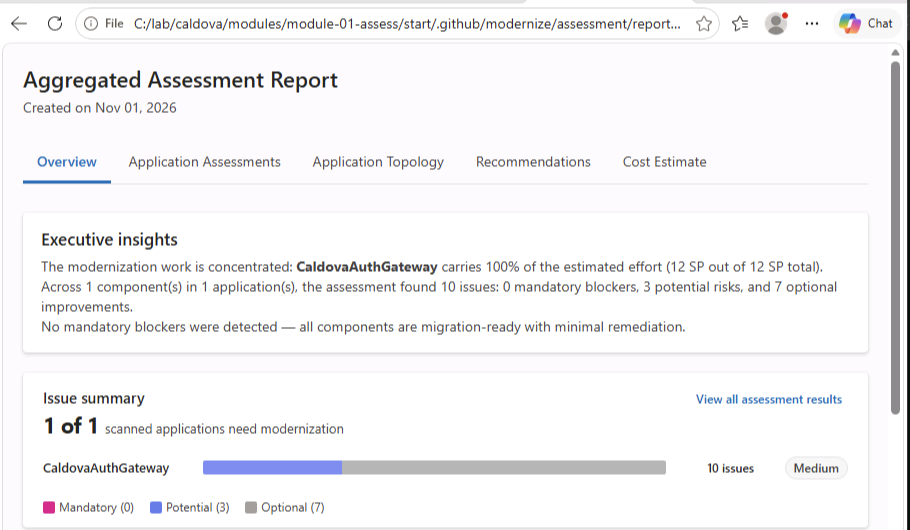 File C:/lab/caldova/modules/module-01-assess/start/.github/modernize/assessment/report... Chat
Aggregated Assessment Report
Created on Nov 01, 2026
Overview Application Assessments Application Topology Recommendations Cost Estimate
Executive insights
The modernization work is concentrated: CaldovaAuthGateway carries 100% of the estimated effort (12 SP out of 12 SP total).
Across 1 component(s) in 1 application(s), the assessment found 10 issues: 0 mandatory blockers, 3 potential risks, and 7 optional
improvements.
No mandatory blockers were detected — all components are migration-ready with minimal remediation.
Issue summary View all assessment results
1 of 1 scanned applications need modernization
CaldovaAuthGateway 10 issues Medium
Mandatory (0) Potential (3) Optional (7)